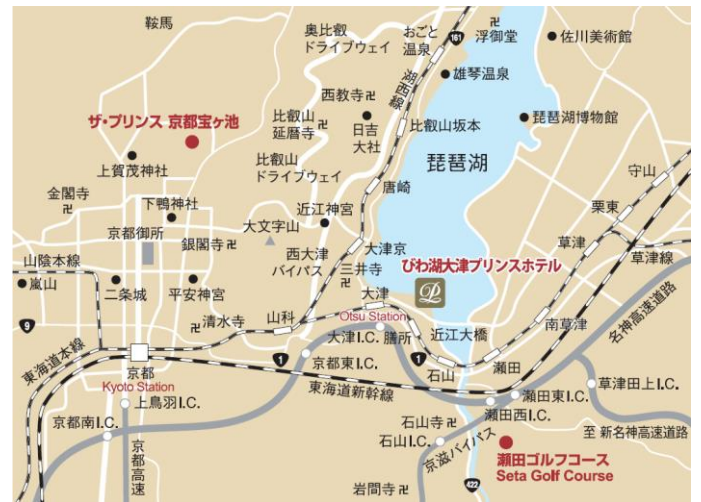 鞍馬
奥比叡
ドライブウェイ
おごと
温泉
161
浮御堂
佐川美術館
雄琴温泉
湖西線
西教寺
比叡山
延暦寺
日吉
大社
比叡山坂本
琵琶湖博物館
ザ・プリンス 京都宝ヶ池
上賀茂神社
比叡山
ドライブウェイ
琵琶湖
守山
唐崎
栗東
金閣寺
下鴨神社
近江神宮
大文字山
京都御所
銀閣寺
西大津
バイパス
大津京
三井寺
草津
草津線
山陰本線
嵐山
二条城
平安神宮
びわ湖大津プリンスホテル
P
大津
Otsu Station
名神高速道路
9
清水寺
山科
大津I.C.
膳所
近江大橋
南草津
東海道本線
京都
Kyoto Station
1
京都東I.C.
1
石山
瀬田
東海道新幹線
上鳥羽I.C.
瀬田東I.C.
草津田上I.C.
瀬田西I.C.
京都南I.C.
石山寺
石山I.C.
京滋バイパス
至 新名神高速道路
京都高速
瀬田ゴルフコース
Seta Golf Course
岩間寺
422